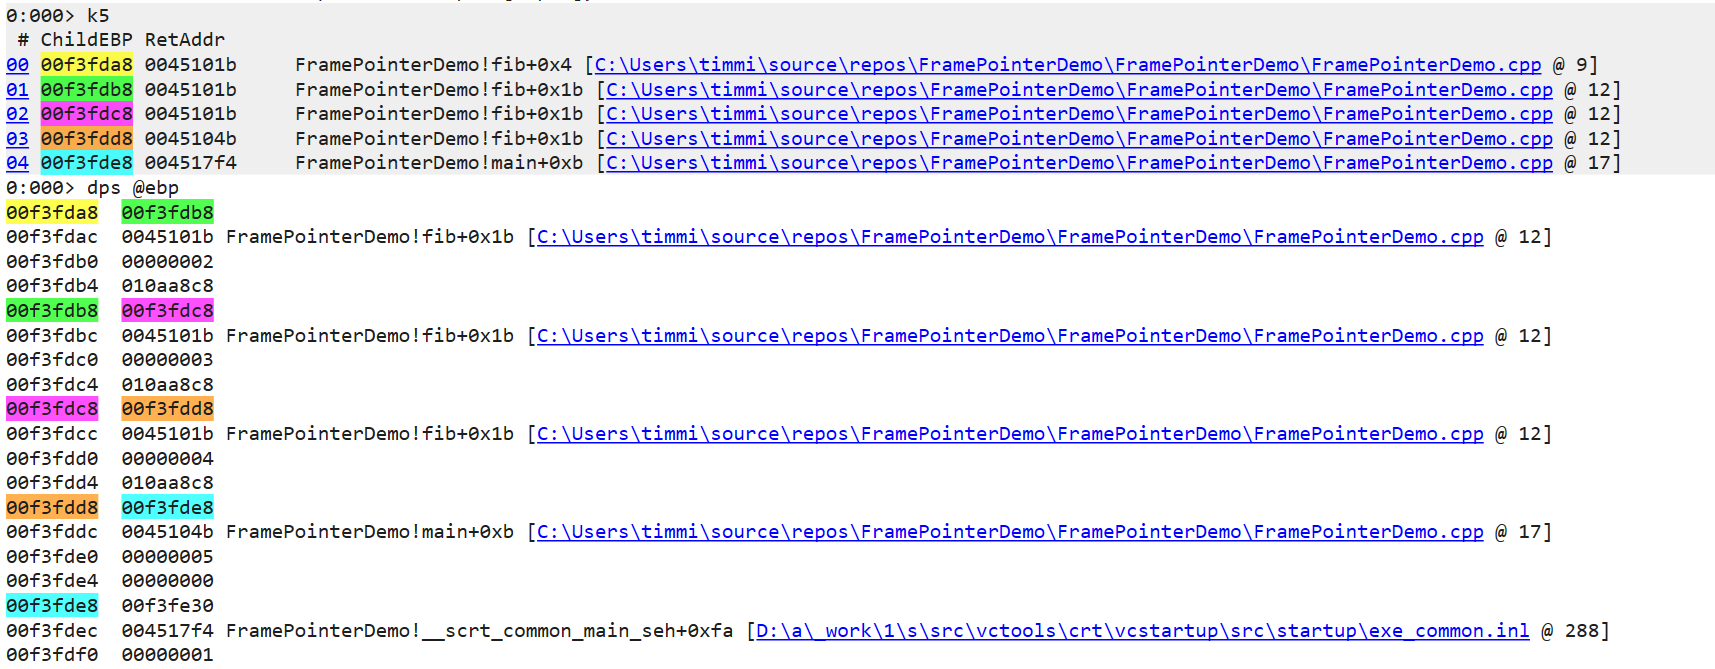 0:000> k5
# ChildEBP RetAddr
00 00f3fda8 0045101b FramePointerDemo!fib+0x4 [C:\Users\timmi\source\repos\FramePointerDemo\FramePointerDemo\FramePointerDemo.cpp @ 9]
01 00f3fdb8 0045101b FramePointerDemo!fib+0x1b [C:\Users\timmi\source\repos\FramePointerDemo\FramePointerDemo\FramePointerDemo.cpp @ 12]
02 00f3fdc8 0045101b FramePointerDemo!fib+0x1b [C:\Users\timmi\source\repos\FramePointerDemo\FramePointerDemo\FramePointerDemo.cpp @ 12]
03 00f3fdd8 0045104b FramePointerDemo!fib+0x1b [C:\Users\timmi\source\repos\FramePointerDemo\FramePointerDemo\FramePointerDemo.cpp @ 12]
04 00f3fde8 004517f4 FramePointerDemo!main+0xb [C:\Users\timmi\source\repos\FramePointerDemo\FramePointerDemo\FramePointerDemo.cpp @ 17]
0:000> dps @ebp
00f3fda8 00f3fdb8
00f3fdac 0045101b FramePointerDemo!fib+0x1b [C:\Users\timmi\source\repos\FramePointerDemo\FramePointerDemo\FramePointerDemo.cpp @ 12]
00f3fdb0 00000002
00f3fdb4 010aa8c8
00f3fdb8 00f3fdc8
00f3fdbc 0045101b FramePointerDemo!fib+0x1b [C:\Users\timmi\source\repos\FramePointerDemo\FramePointerDemo\FramePointerDemo.cpp @ 12]
00f3fdc0 00000003
00f3fdc4 010aa8c8
00f3fdc8 00f3fdd8
00f3fdcc 0045101b FramePointerDemo!fib+0x1b [C:\Users\timmi\source\repos\FramePointerDemo\FramePointerDemo\FramePointerDemo.cpp @ 12]
00f3fdd0 00000004
00f3fdd4 010aa8c8
00f3fdd8 00f3fde8
00f3fddc 0045104b FramePointerDemo!main+0xb [C:\Users\timmi\source\repos\FramePointerDemo\FramePointerDemo\FramePointerDemo.cpp @ 17]
00f3fde0 00000005
00f3fde4 00000000
00f3fde8 00f3fe30
00f3fdec 004517f4 FramePointerDemo!__scrt_common_main_seh+0xfa [D:\a\_work\1\s\src\vctools\crt\vcstartup\src\startup\exe_common.inl @ 288]
00f3fdf0 00000001